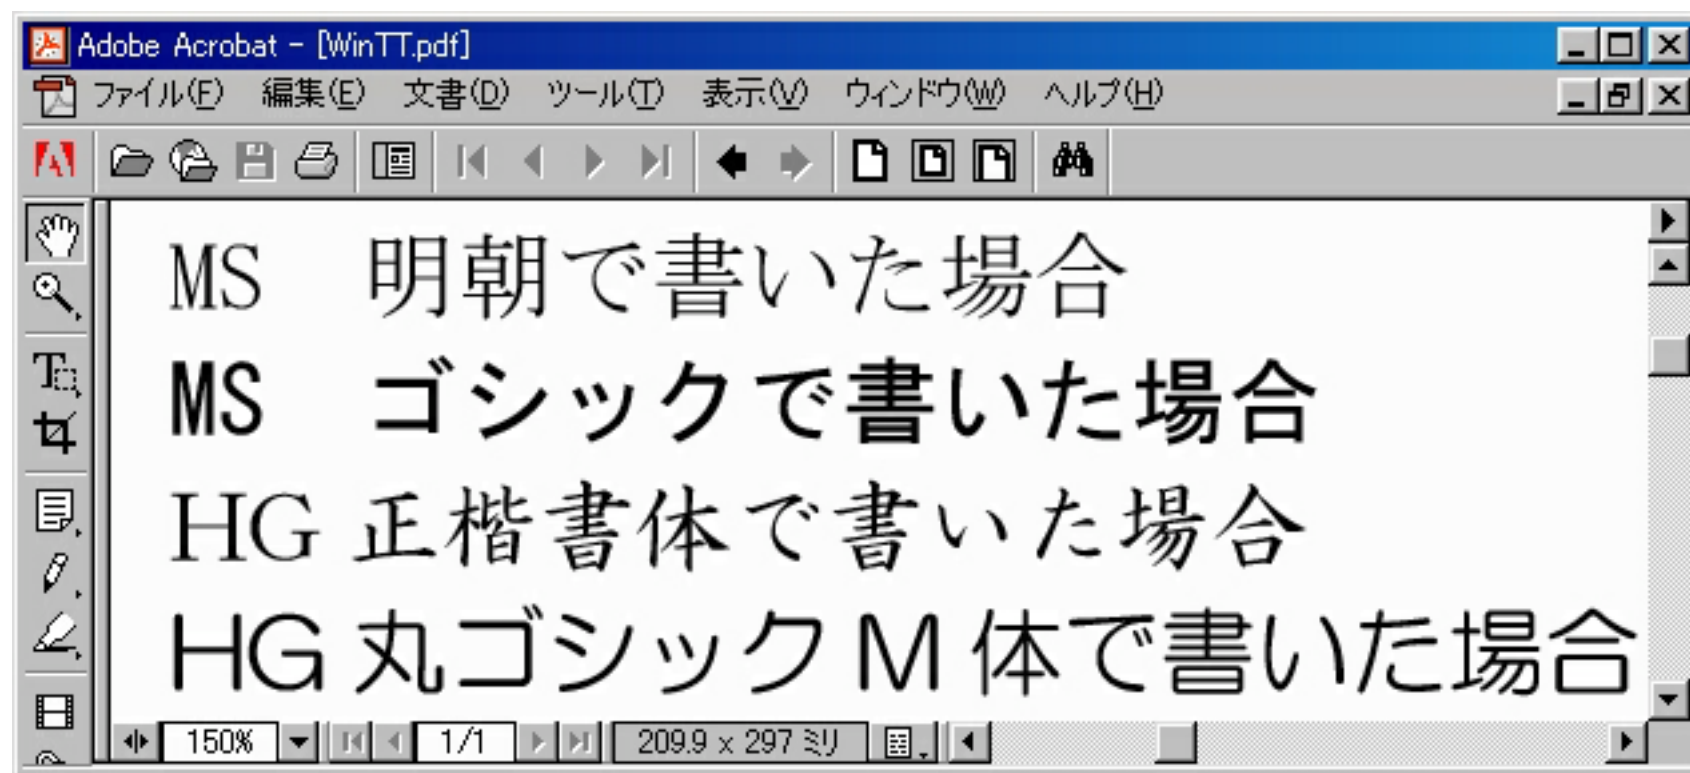 Adobe Acrobat - [WinTT.pdf]
ファイル(F) 編集(E) 文書(D) ツール(T) 表示(V) ウィンドウ(W) ヘルプ(H)
MS　明朝で書いた場合
MS　ゴシックで書いた場合
HG 正楷書体で書いた場合
HG 丸ゴシック M 体で書いた場合
150% 1/1 209.9 x 297 ミリ